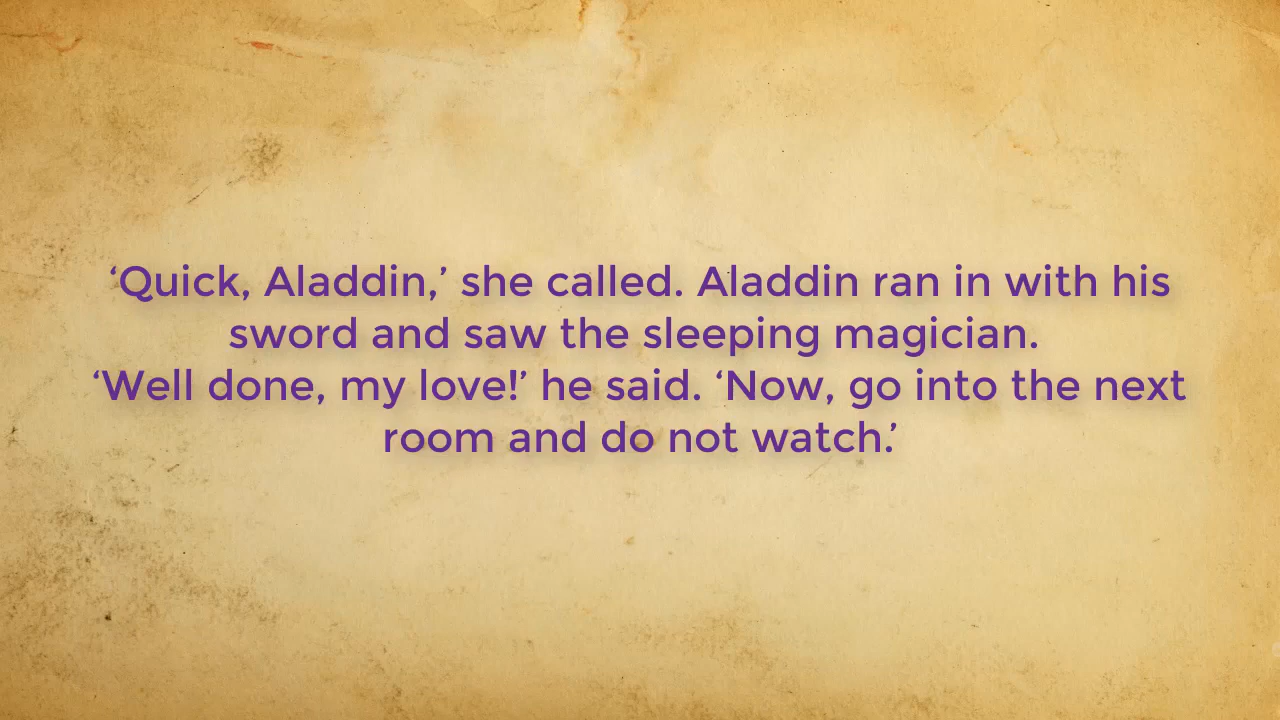 ‘Quick, Aladdin,’ she called. Aladdin ran in with his
sword and saw the sleeping magician.
‘Well done, my love!’ he said. ‘Now, go into the next
room and do not watch.’